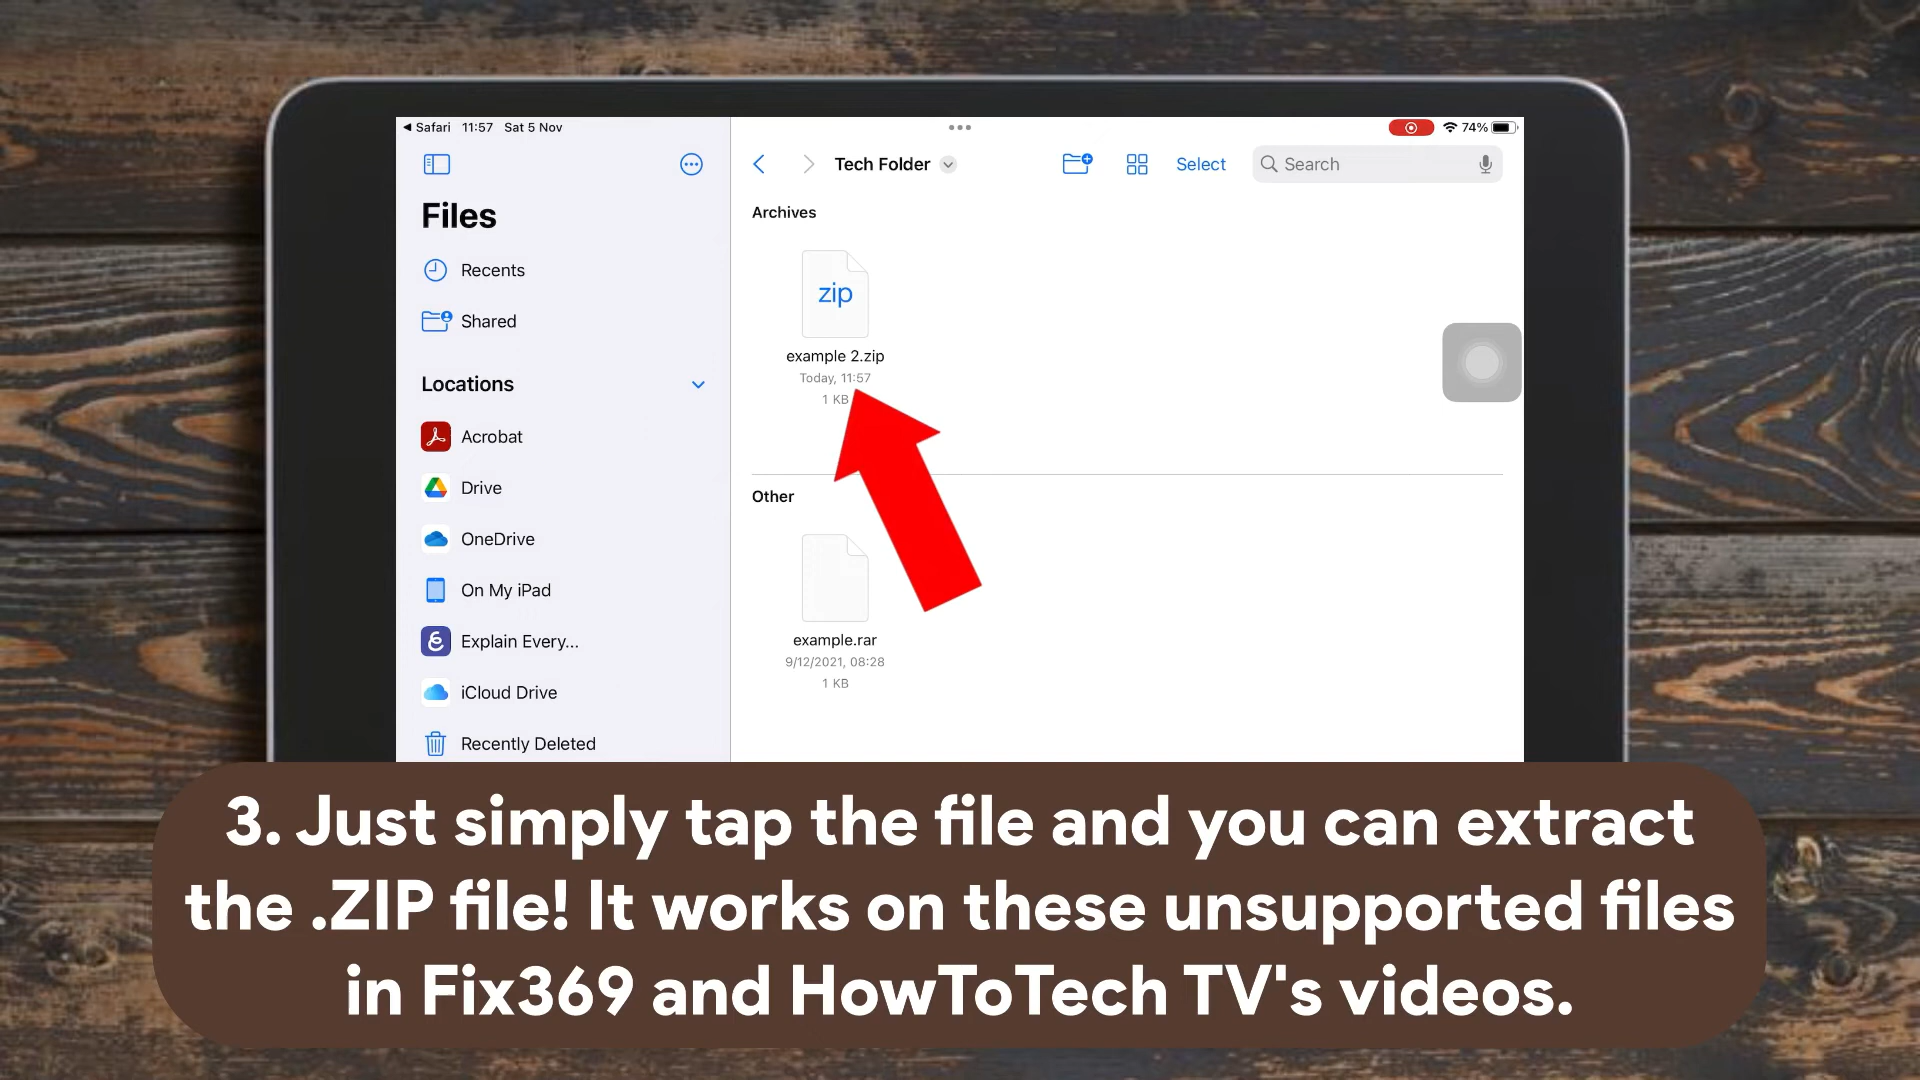 ◀ Safari 11:57 Sat 5 Nov
74%
Files
Recents
Shared
Locations
Acrobat
Drive
OneDrive
On My iPad
Explain Every...
iCloud Drive
Recently Deleted
Tech Folder
Select
Search
Archives
zip
example 2.zip
Today, 11:57
1 KB
Other
example.rar
9/12/2021, 08:28
1 KB
3. Just simply tap the file and you can extract
the .ZIP file! It works on these unsupported files
in Fix369 and HowToTech TV's videos.